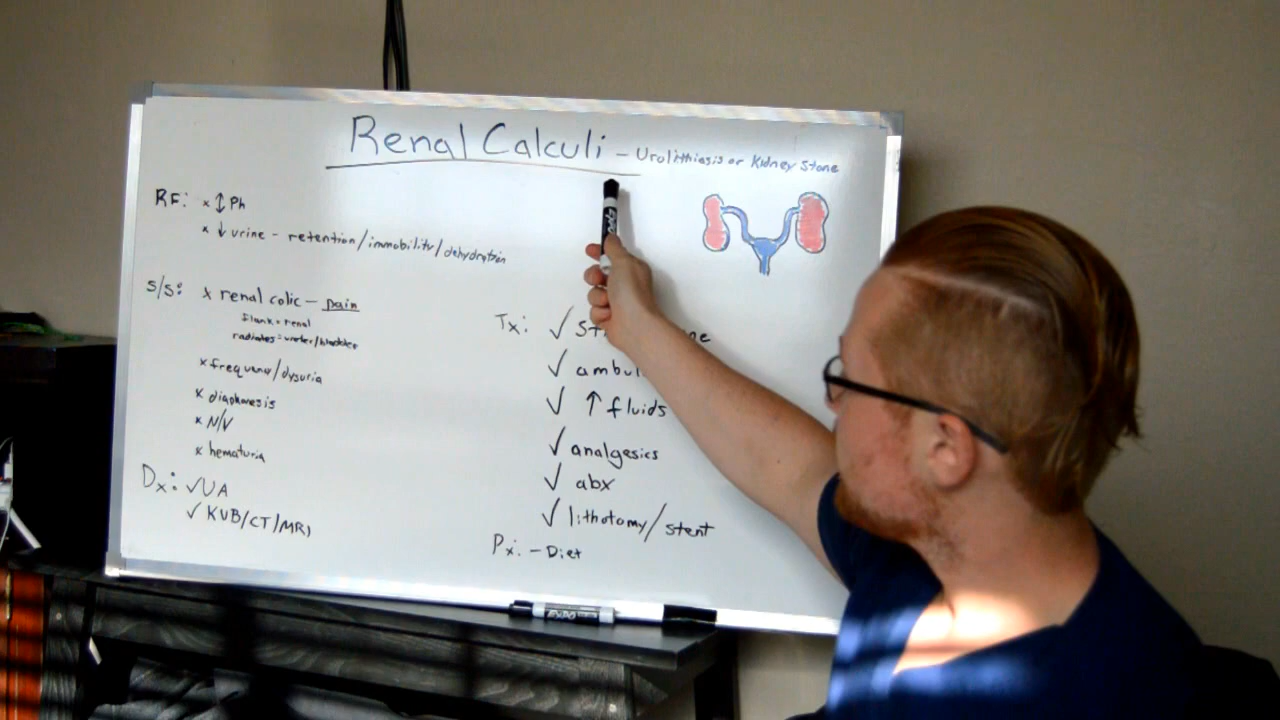 Renal Calculi – Urolithiasis or Kidney Stone
RF: x ↕ Ph
x ↓ urine – retention/immobility/dehydration
S/S: x renal colic – pain
flank = renal
radiates = ureter/bladder
x frequency/dysuria
x diaphoresis
x N/V
x hematuria
Dx: ✓ UA
✓ KUB/CT/MRI
Tx: ✓
✓
✓ ↑ fluids
✓ analgesics
✓ abx
✓ lithotomy/stent
Px: – Diet
EXPO